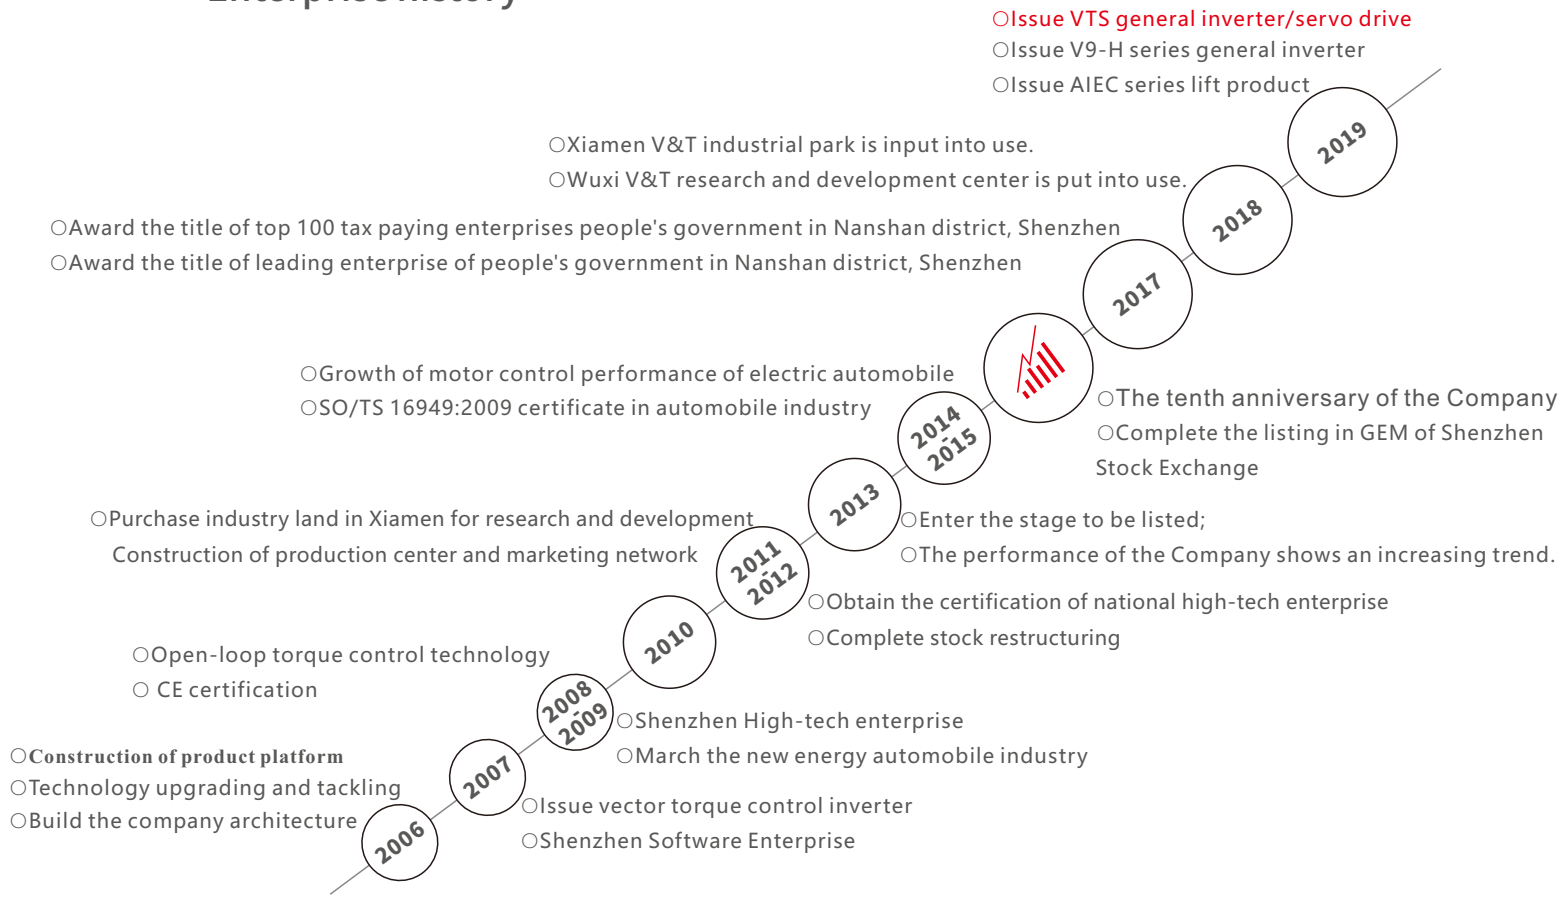 Enterprise history
○Issue VTS general inverter/servo drive
○Issue V9-H series general inverter
○Issue AIEC series lift product
2019
○Xiamen V&T industrial park is input into use.
○Wuxi V&T research and development center is put into use.
2018
○Award the title of top 100 tax paying enterprises people's government in Nanshan district, Shenzhen
○Award the title of leading enterprise of people's government in Nanshan district, Shenzhen
2017
○The tenth anniversary of the Company
○Complete the listing in GEM of Shenzhen
Stock Exchange
○Growth of motor control performance of electric automobile
○SO/TS 16949:2009 certificate in automobile industry
2014
-
2015
2013
○Enter the stage to be listed;
○The performance of the Company shows an increasing trend.
○Purchase industry land in Xiamen for research and development
Construction of production center and marketing network
2011
-
2012
○Obtain the certification of national high-tech enterprise
○Complete stock restructuring
2010
○Open-loop torque control technology
○ CE certification
2008
-
2009
○Shenzhen High-tech enterprise
○March the new energy automobile industry
2007
○Issue vector torque control inverter
○Shenzhen Software Enterprise
○Construction of product platform
○Technology upgrading and tackling
○Build the company architecture
2006